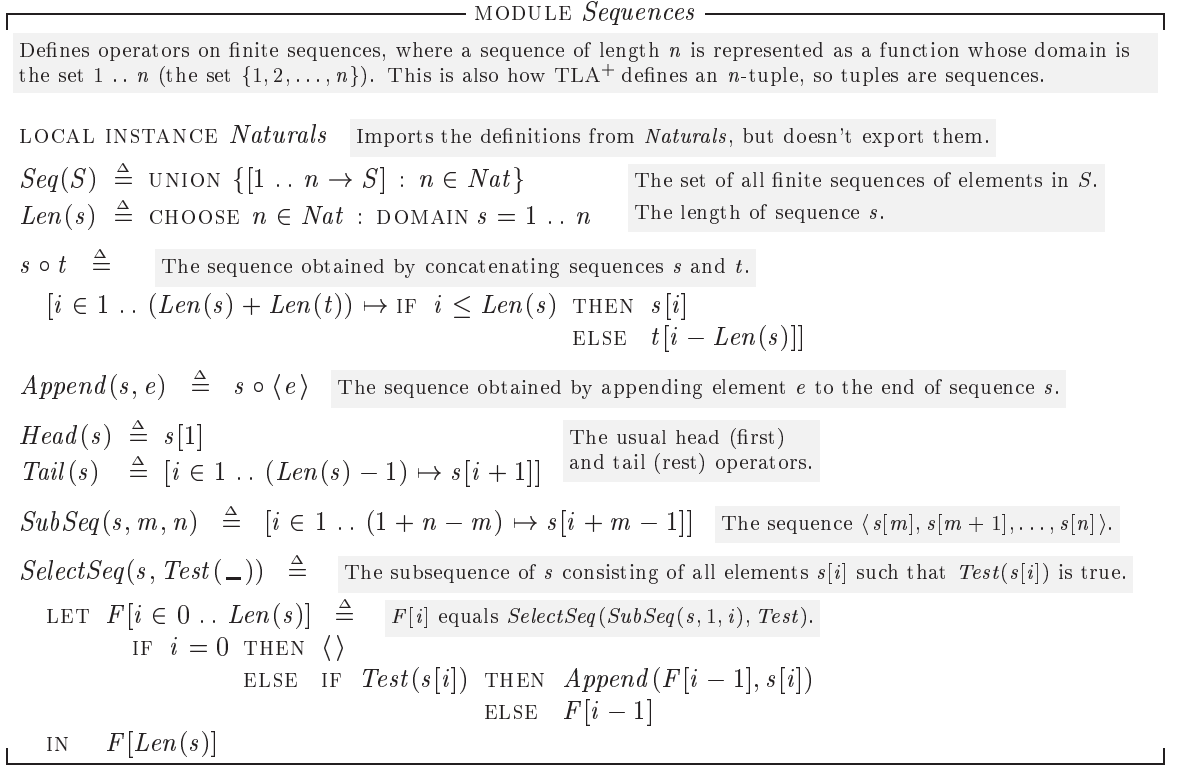 MODULE Sequences
Defines operators on finite sequences, where a sequence of length n is represented as a function whose domain is
the set 1 .. n (the set {1, 2, . . . , n}). This is also how TLA+ defines an n-tuple, so tuples are sequences.
LOCAL INSTANCE Naturals Imports the definitions from Naturals, but doesn't export them.
Seq(S) ≜ UNION {[1 .. n → S] : n ∈ Nat} The set of all finite sequences of elements in S.
Len(s) ≜ CHOOSE n ∈ Nat : DOMAIN s = 1 .. n The length of sequence s.
s ∘ t ≜ The sequence obtained by concatenating sequences s and t.
[i ∈ 1 .. (Len(s) + Len(t)) ↦ IF i ≤ Len(s) THEN s[i]
ELSE t[i − Len(s)]]
Append(s, e) ≜ s ∘ ⟨e⟩ The sequence obtained by appending element e to the end of sequence s.
Head(s) ≜ s[1] The usual head (first)
Tail(s) ≜ [i ∈ 1 .. (Len(s) − 1) ↦ s[i + 1]] and tail (rest) operators.
SubSeq(s, m, n) ≜ [i ∈ 1 .. (1 + n − m) ↦ s[i + m − 1]] The sequence ⟨s[m], s[m + 1], . . . , s[n]⟩.
SelectSeq(s, Test(_)) ≜ The subsequence of s consisting of all elements s[i] such that Test(s[i]) is true.
LET F[i ∈ 0 .. Len(s)] ≜ F[i] equals SelectSeq(SubSeq(s, 1, i), Test).
IF i = 0 THEN ⟨⟩
ELSE IF Test(s[i]) THEN Append(F[i − 1], s[i])
ELSE F[i − 1]
IN F[Len(s)]